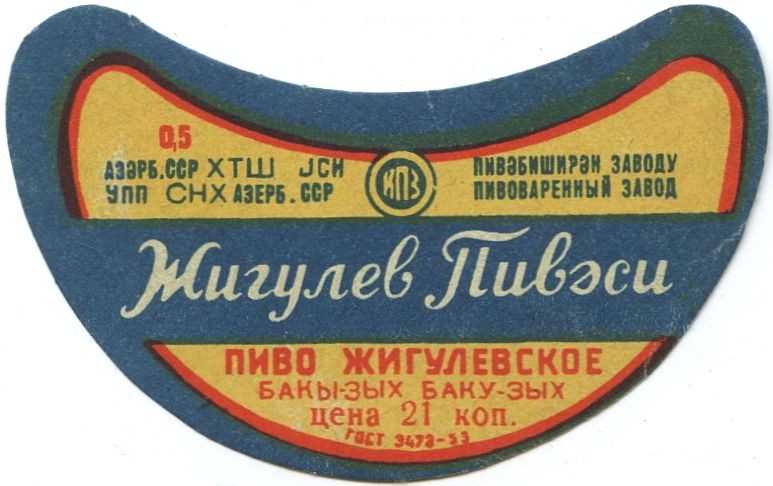 0,5
АЗӘРБ.ССР ХТШ ЈСИ
УПП СНХ АЗЕРБ. ССР
ИПЗ
ПИВӘБИШИРӘН ЗАВОДУ
ПИВОВАРЕННЫЙ ЗАВОД
Жигулев Пивәси
ПИВО ЖИГУЛЕВСКОЕ
БАКЫ-ЗЫХ БАКУ-ЗЫХ
цена 21 коп.
ГОСТ 3473-53